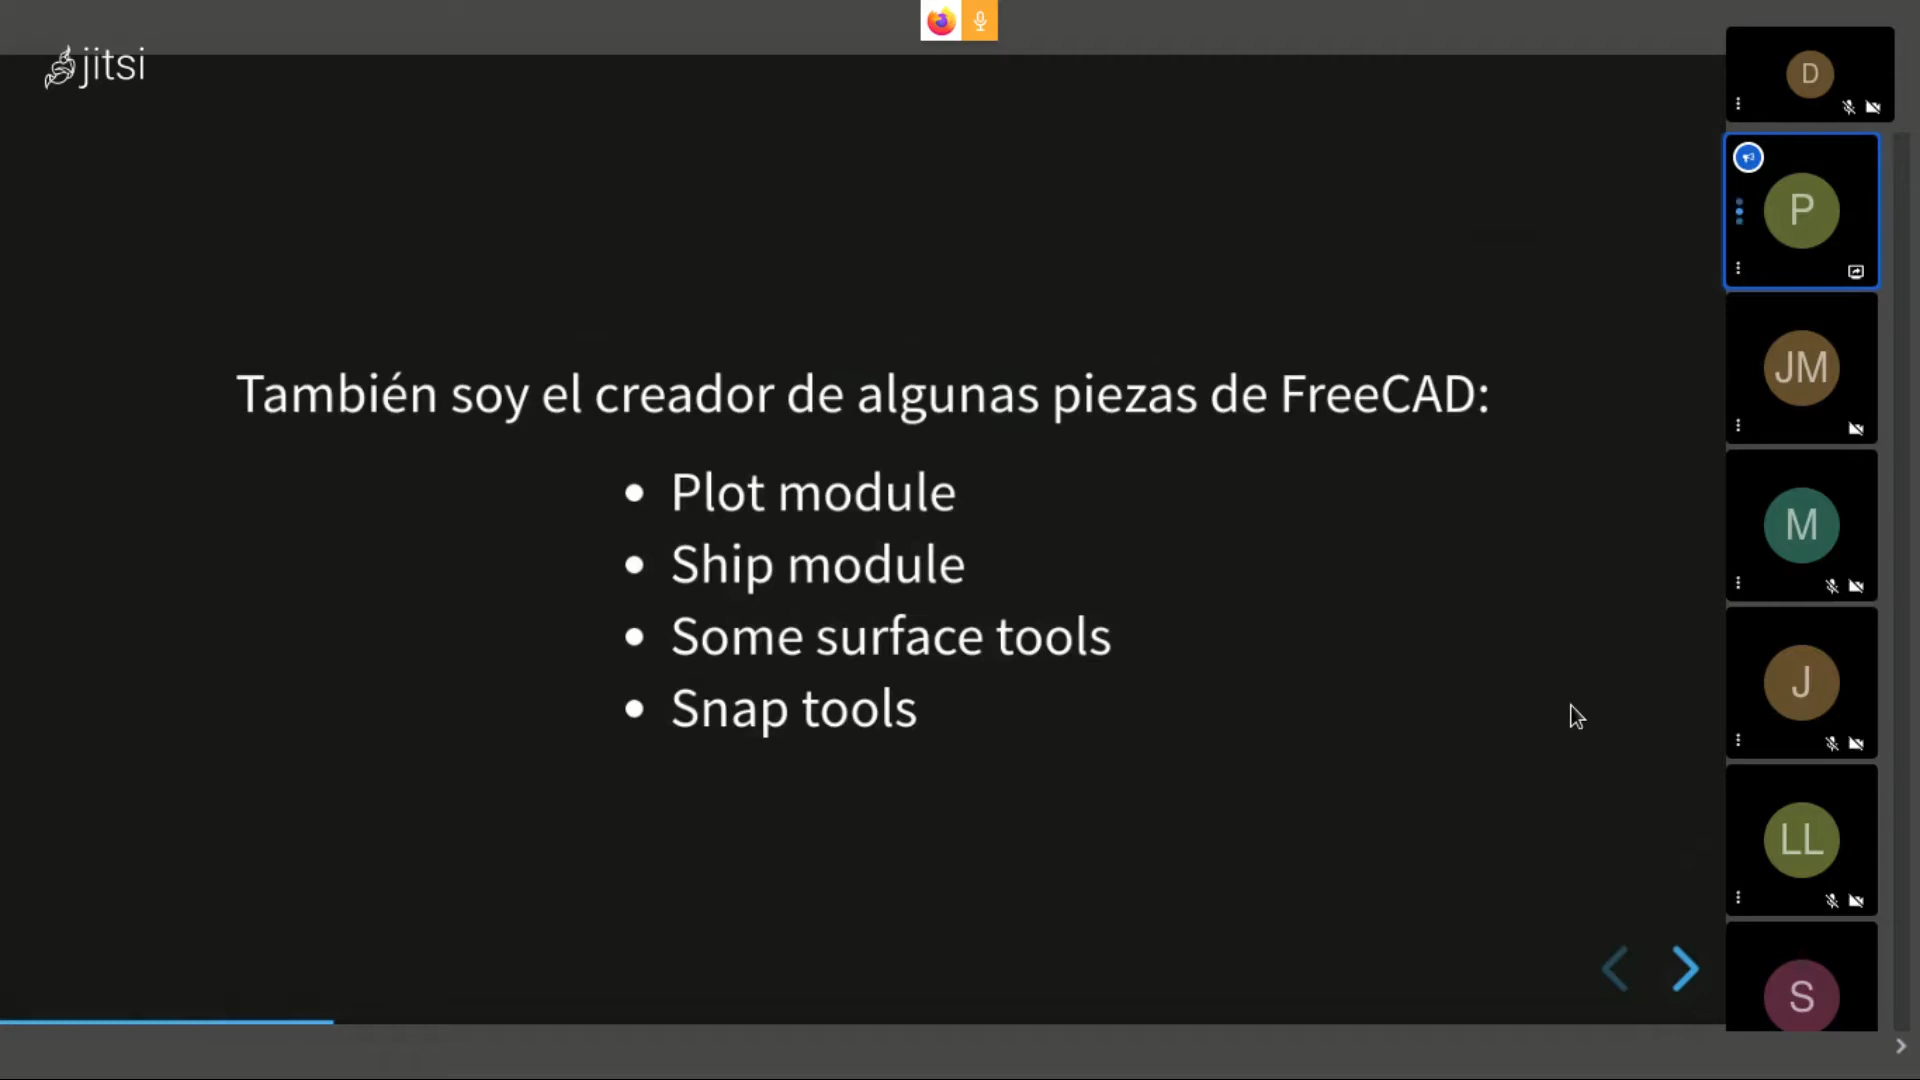 jitsi
D
P
También soy el creador de algunas piezas de FreeCAD:
JM
• Plot module
M
• Ship module
• Some surface tools
• Snap tools
J
LL
S